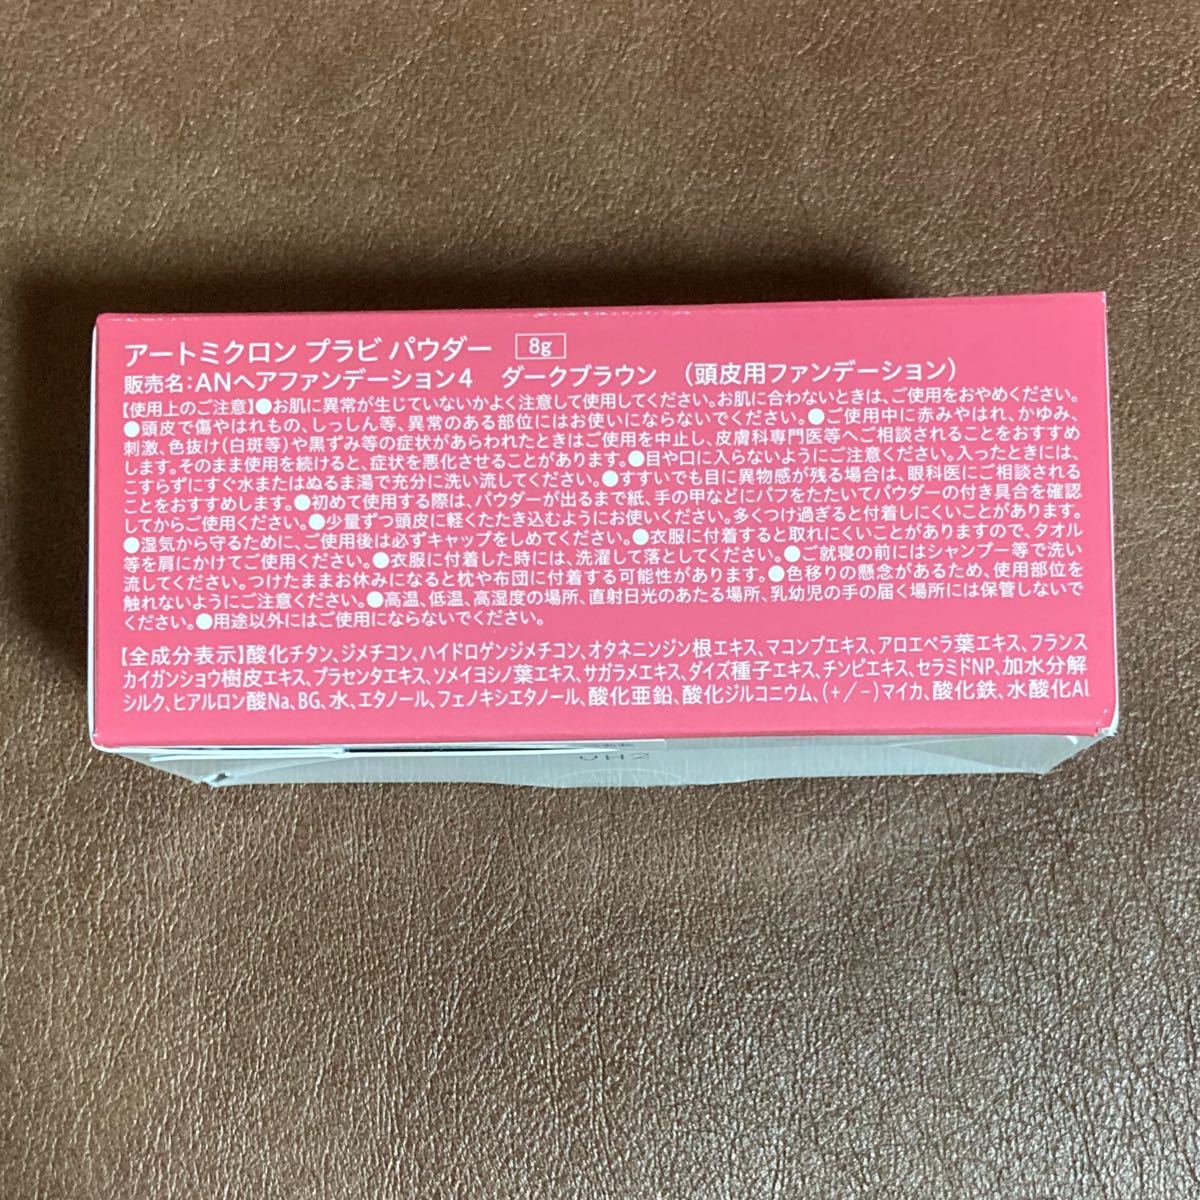 アートミクロン プラビ パウダー 8g
販売名:ANヘアファンデーション4 ダークブラウン (頭皮用ファンデーション)
【使用上のご注意】●お肌に異常が生じていないかよく注意して使用してください。お肌に合わないときは、ご使用をおやめください。
●頭皮で傷やはれもの、しっしん等、異常のある部位にはお使いにならないでください。●ご使用中に赤みやはれ、かゆみ、
刺激、色抜け(白斑等)や黒ずみ等の症状があらわれたときはご使用を中止し、皮膚科専門医等へご相談されることをおすすめ
します。そのまま使用を続けると、症状を悪化させることがあります。●目や口に入らないようにご注意ください。入ったときには、
こすらずにすぐ水またはぬるま湯で充分に洗い流してください。●すすいでも目に異物感が残る場合は、眼科医にご相談される
ことをおすすめします。●初めて使用する際は、パウダーが出るまで紙、手の甲などにパフをたたいてパウダーの付き具合を確認
してからご使用ください。●少量ずつ頭皮に軽くたたき込むようにお使いください。多くつけ過ぎると付着しにくいことがあります。
●湿気から守るために、ご使用後は必ずキャップをしめてください。●衣服に付着すると取れにくいことがありますので、タオル
等を肩にかけてご使用ください。●衣服に付着した時には、洗濯して落としてください。●ご就寝の前にはシャンプー等で洗い
流してください。つけたままお休みになると枕や布団に付着する可能性があります。●色移りの懸念があるため、使用部位を
触れないようにご注意ください。●高温、低温、高湿度の場所、直射日光のあたる場所、乳幼児の手の届く場所には保管しないで
ください。●用途以外にはご使用にならないでください。
【全成分表示】酸化チタン、ジメチコン、ハイドロゲンジメチコン、オタネニンジン根エキス、マコンブエキス、アロエベラ葉エキス、フランス
カイガンショウ樹皮エキス、プラセンタエキス、ソメイヨシノ葉エキス、サガラメエキス、ダイズ種子エキス、チンピエキス、セラミドNP、加水分解
シルク、ヒアルロン酸Na、BG、水、エタノール、フェノキシエタノール、酸化亜鉛、酸化ジルコニウム、(+/-)マイカ、酸化鉄、水酸化Al